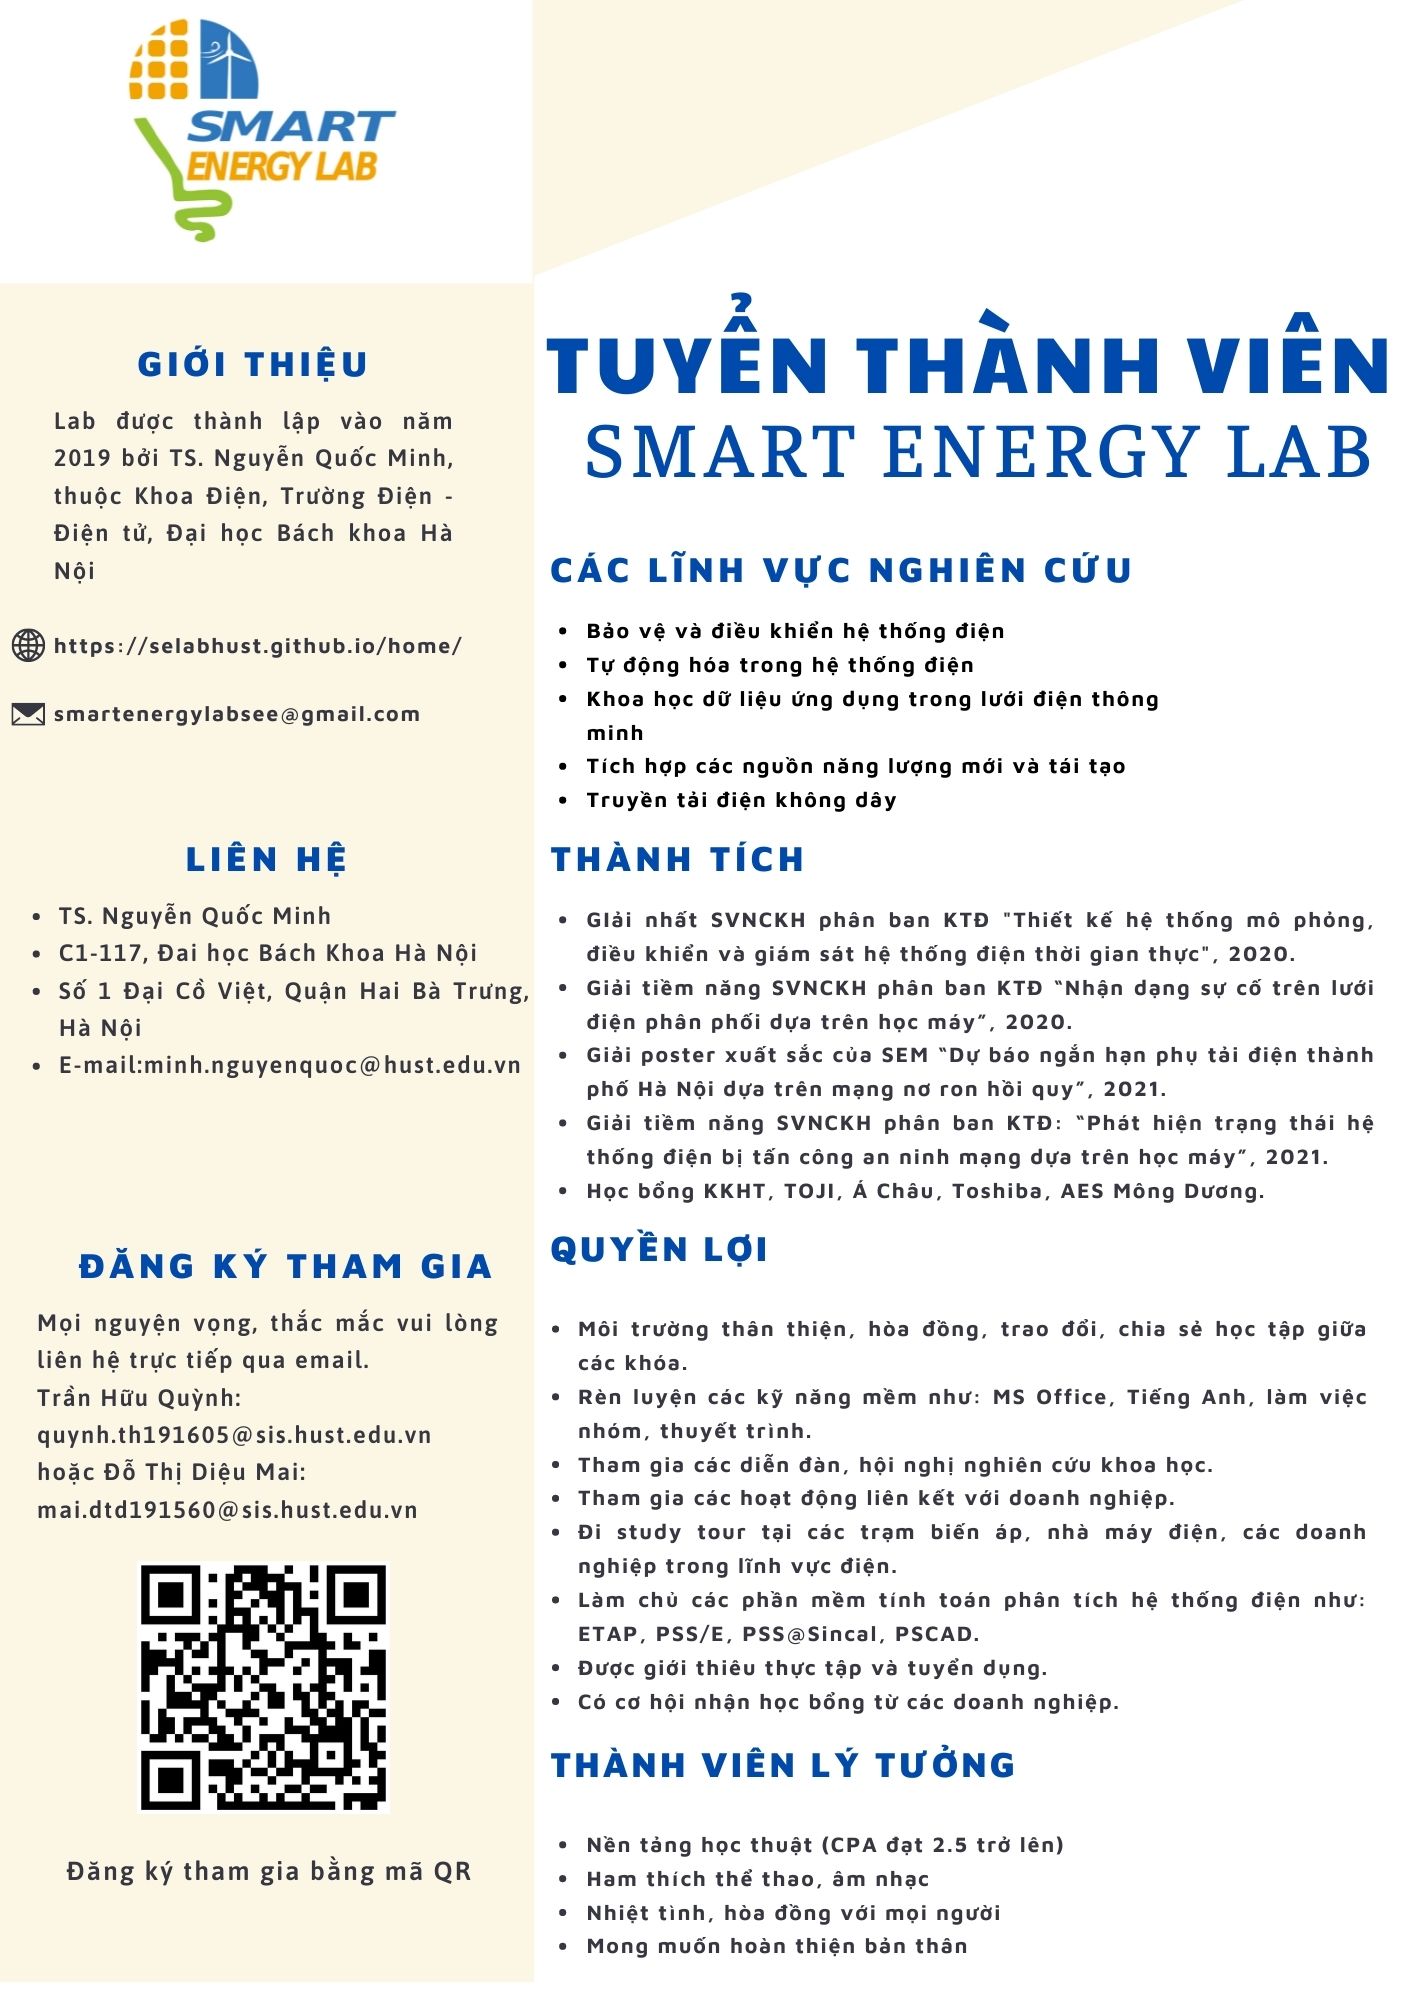 SMART
ENERGY LAB
GIỚI THIỆU
Lab được thành lập vào năm
2019 bởi TS. Nguyễn Quốc Minh,
thuộc Khoa Điện, Trường Điện -
Điện tử, Đại học Bách khoa Hà
Nội
https://selabhust.github.io/home/
smartenergylabsee@gmail.com
LIÊN HỆ
• TS. Nguyễn Quốc Minh
• C1-117, Đai học Bách Khoa Hà Nội
• Số 1 Đại Cồ Việt, Quận Hai Bà Trưng,
Hà Nội
• E-mail:minh.nguyenquoc@hust.edu.vn
ĐĂNG KÝ THAM GIA
Mọi nguyện vọng, thắc mắc vui lòng
liên hệ trực tiếp qua email.
Trần Hữu Quỳnh:
quynh.th191605@sis.hust.edu.vn
hoặc Đỗ Thị Diệu Mai:
mai.dtd191560@sis.hust.edu.vn
Đăng ký tham gia bằng mã QR
TUYỂN THÀNH VIÊN
SMART ENERGY LAB
CÁC LĨNH VỰC NGHIÊN CỨU
• Bảo vệ và điều khiển hệ thống điện
• Tự động hóa trong hệ thống điện
• Khoa học dữ liệu ứng dụng trong lưới điện thông
minh
• Tích hợp các nguồn năng lượng mới và tái tạo
• Truyền tải điện không dây
THÀNH TÍCH
• GIải nhất SVNCKH phân ban KTĐ "Thiết kế hệ thống mô phỏng,
điều khiển và giám sát hệ thống điện thời gian thực", 2020.
• Giải tiềm năng SVNCKH phân ban KTĐ “Nhận dạng sự cố trên lưới
điện phân phối dựa trên học máy”, 2020.
• Giải poster xuất sắc của SEM “Dự báo ngắn hạn phụ tải điện thành
phố Hà Nội dựa trên mạng nơ ron hồi quy”, 2021.
• Giải tiềm năng SVNCKH phân ban KTĐ: “Phát hiện trạng thái hệ
thống điện bị tấn công an ninh mạng dựa trên học máy”, 2021.
• Học bổng KKHT, TOJI, Á Châu, Toshiba, AES Mông Dương.
QUYỀN LỢI
• Môi trường thân thiện, hòa đồng, trao đổi, chia sẻ học tập giữa
các khóa.
• Rèn luyện các kỹ năng mềm như: MS Office, Tiếng Anh, làm việc
nhóm, thuyết trình.
• Tham gia các diễn đàn, hội nghị nghiên cứu khoa học.
• Tham gia các hoạt động liên kết với doanh nghiệp.
• Đi study tour tại các trạm biến áp, nhà máy điện, các doanh
nghiệp trong lĩnh vực điện.
• Làm chủ các phần mềm tính toán phân tích hệ thống điện như:
ETAP, PSS/E, PSS@Sincal, PSCAD.
• Được giới thiêu thực tập và tuyển dụng.
• Có cơ hội nhận học bổng từ các doanh nghiệp.
THÀNH VIÊN LÝ TƯỞNG
• Nền tảng học thuật (CPA đạt 2.5 trở lên)
• Ham thích thể thao, âm nhạc
• Nhiệt tình, hòa đồng với mọi người
• Mong muốn hoàn thiện bản thân